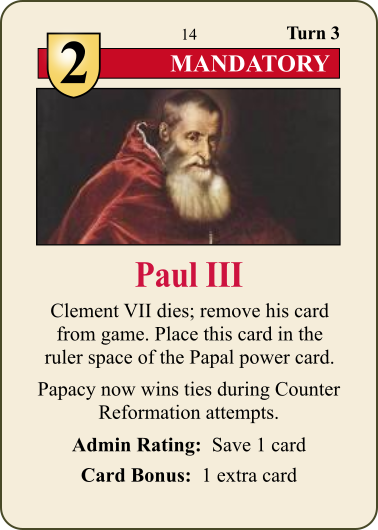 14
Turn 3
2
MANDATORY
Paul III
Clement VII dies; remove his card
from game. Place this card in the
ruler space of the Papal power card.
Papacy now wins ties during Counter
Reformation attempts.
Admin Rating: Save 1 card
Card Bonus: 1 extra card